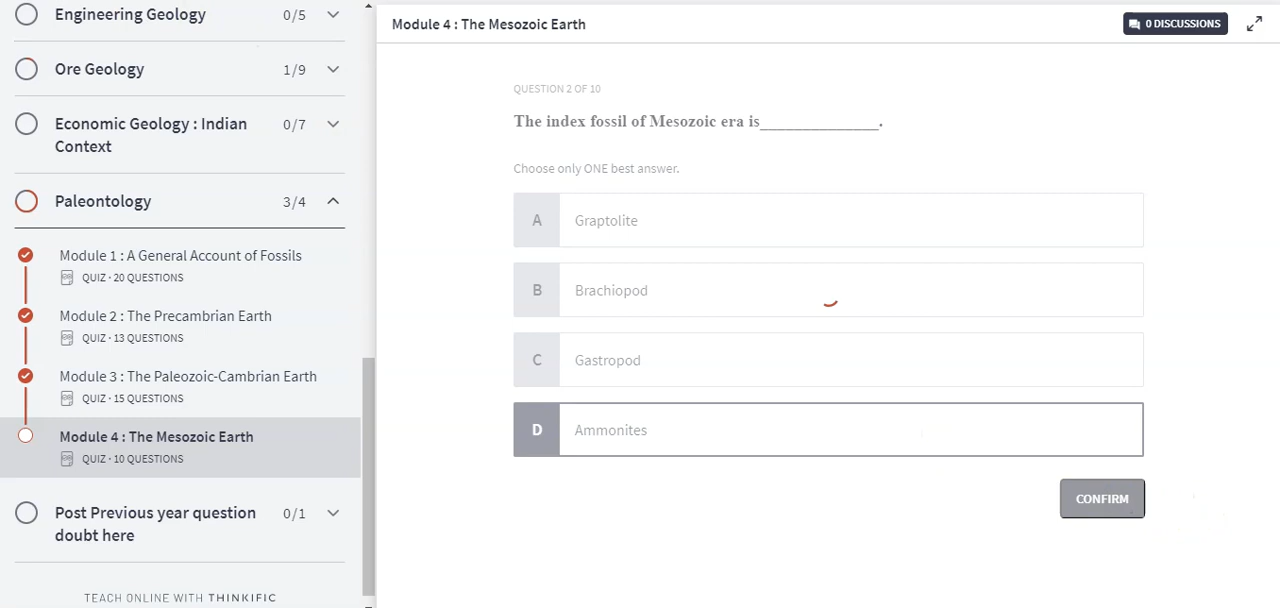 Engineering Geology 0/5
Ore Geology 1/9
Economic Geology : Indian 0/7
Context
Paleontology 3/4
Module 1 : A General Account of Fossils
QUIZ · 20 QUESTIONS
Module 2 : The Precambrian Earth
QUIZ · 13 QUESTIONS
Module 3 : The Paleozoic-Cambrian Earth
QUIZ · 15 QUESTIONS
Module 4 : The Mesozoic Earth
QUIZ · 10 QUESTIONS
Post Previous year question 0/1
doubt here
TEACH ONLINE WITH THINKIFIC
Module 4 : The Mesozoic Earth
0 DISCUSSIONS
QUESTION 2 OF 10
The index fossil of Mesozoic era is______________.
Choose only ONE best answer.
A Graptolite
B Brachiopod
C Gastropod
D Ammonites
CONFIRM